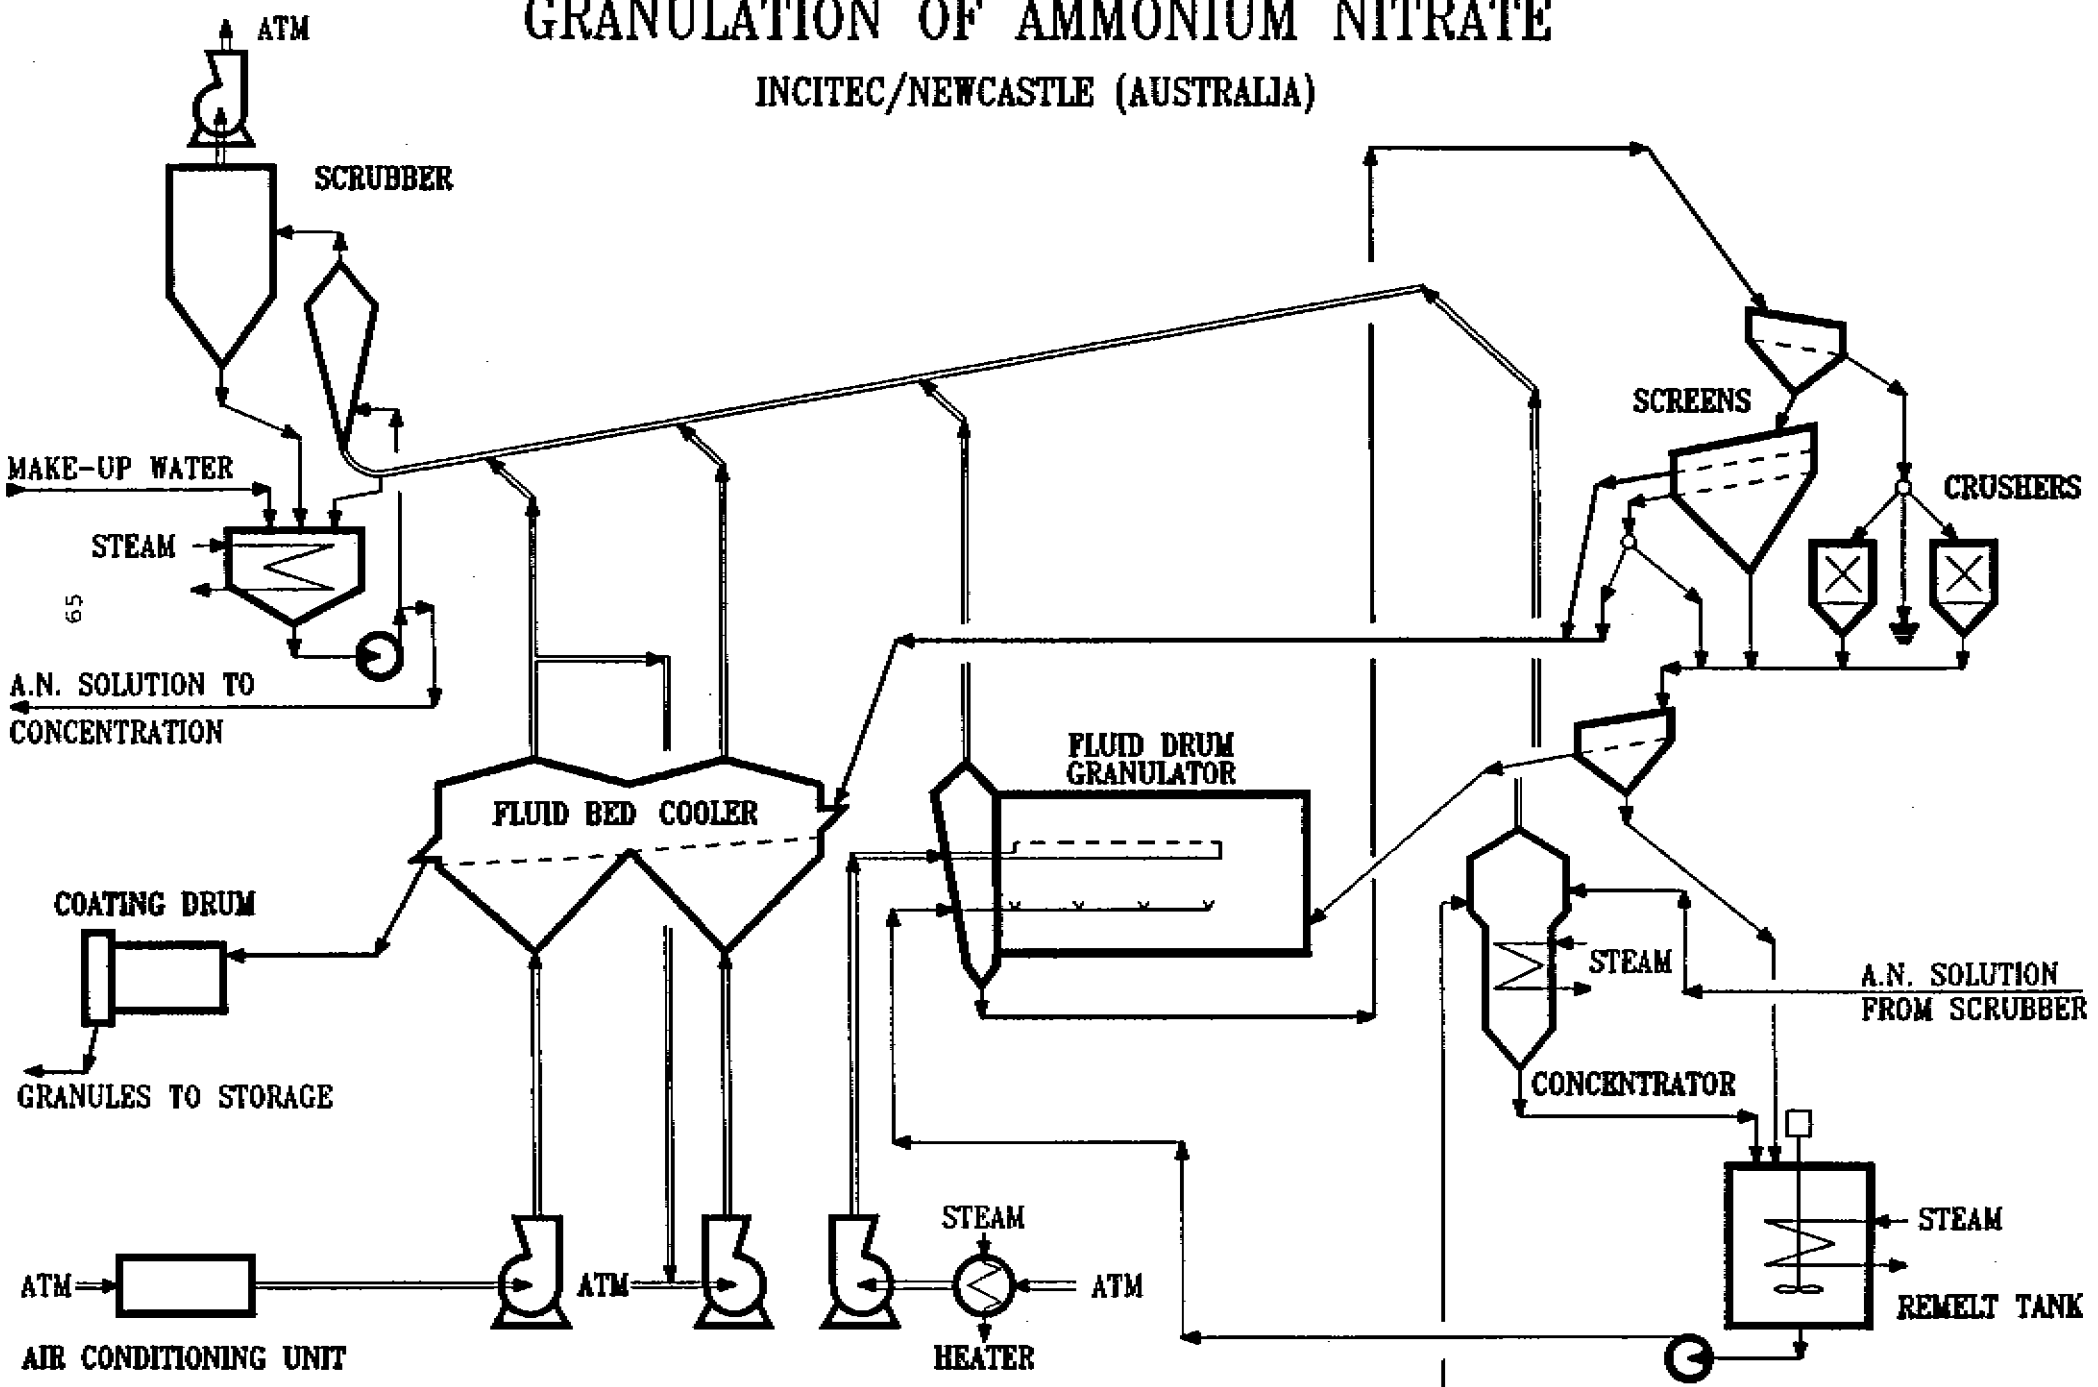 GRANULATION OF AMMONIUM NITRATE
INCITEC/NEWCASTLE (AUSTRALIA)
ATM
SCRUBBER
SCREENS
MAKE-UP WATER
CRUSHERS
STEAM
65
A.N. SOLUTION TO
CONCENTRATION
FLUID DRUM
GRANULATOR
FLUID BED COOLER
COATING DRUM
STEAM
A.N. SOLUTION
FROM SCRUBBER
GRANULES TO STORAGE
CONCENTRATOR
STEAM
STEAM
ATM
ATM
ATM
REMELT TANK
AIR CONDITIONING UNIT
HEATER